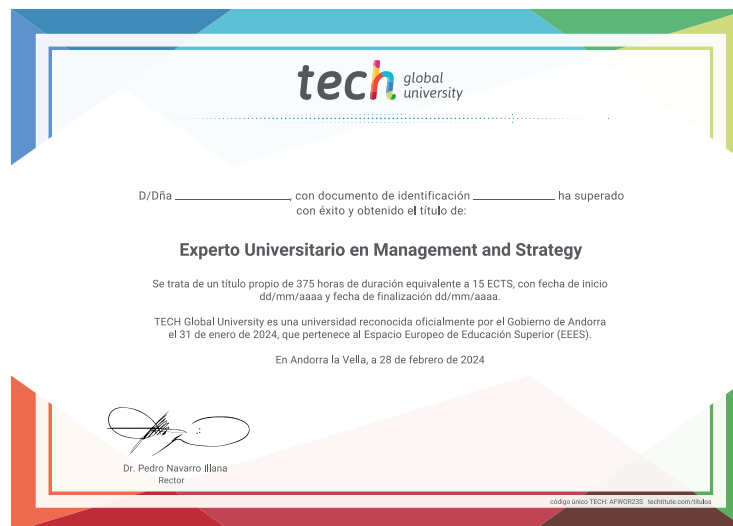 tech global
university
D/Dña ____________________, con documento de identificación ______________ ha superado
con éxito y obtenido el título de:
Experto Universitario en Management and Strategy
Se trata de un título propio de 375 horas de duración equivalente a 15 ECTS, con fecha de inicio
dd/mm/aaaa y fecha de finalización dd/mm/aaaa.
TECH Global University es una universidad reconocida oficialmente por el Gobierno de Andorra
el 31 de enero de 2024, que pertenece al Espacio Europeo de Educación Superior (EEES).
En Andorra la Vella, a 28 de febrero de 2024
Dr. Pedro Navarro Illana
Rector
código único TECH: AFWOR23S techtitute.com/titulos